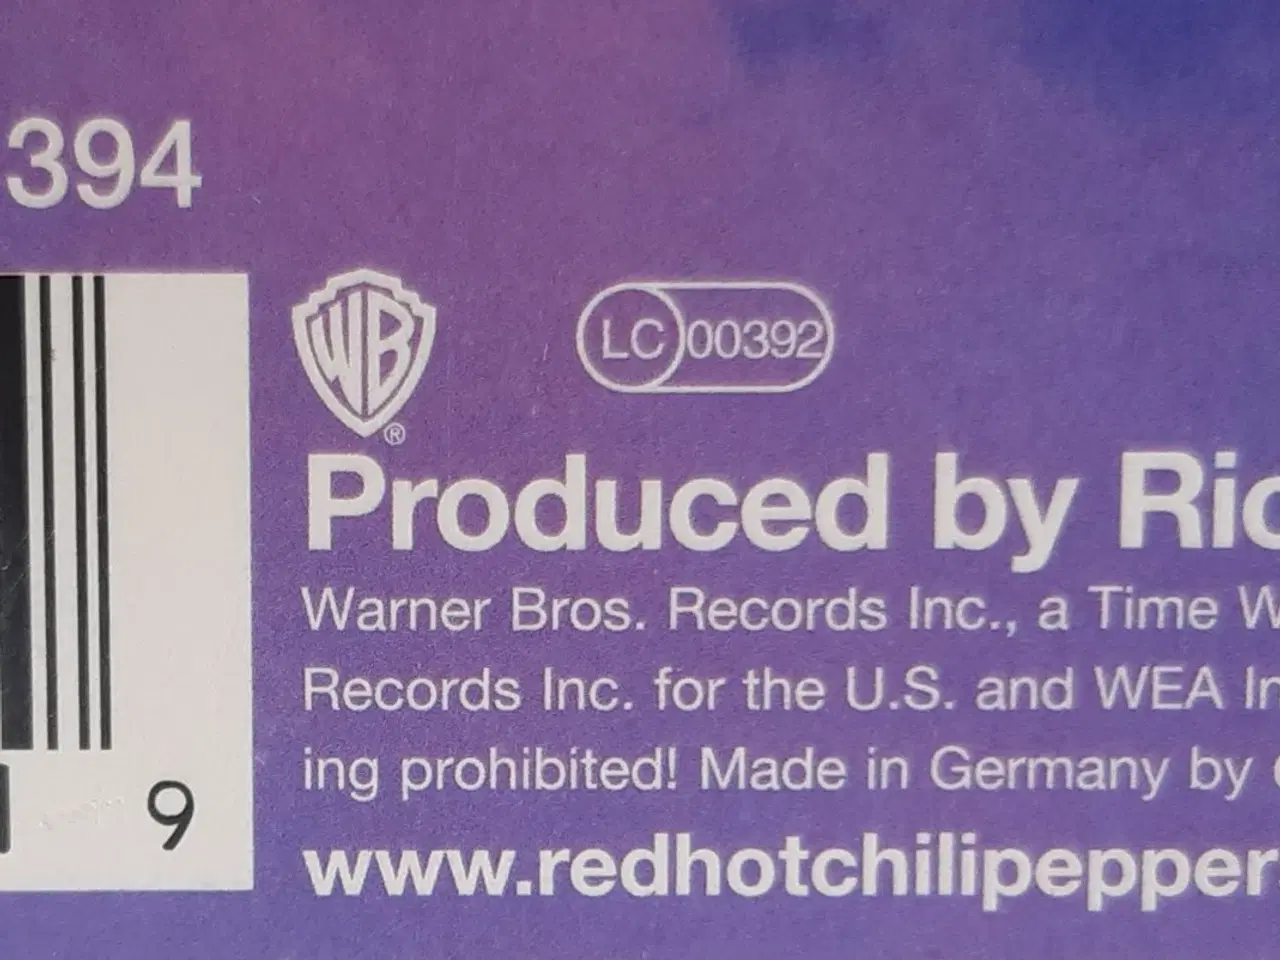 394
WB ®
LC 00392
Produced by Ric
Warner Bros. Records Inc., a Time W
Records Inc. for the U.S. and WEA In
ing prohibited! Made in Germany by
9
www.redhotchilipepper